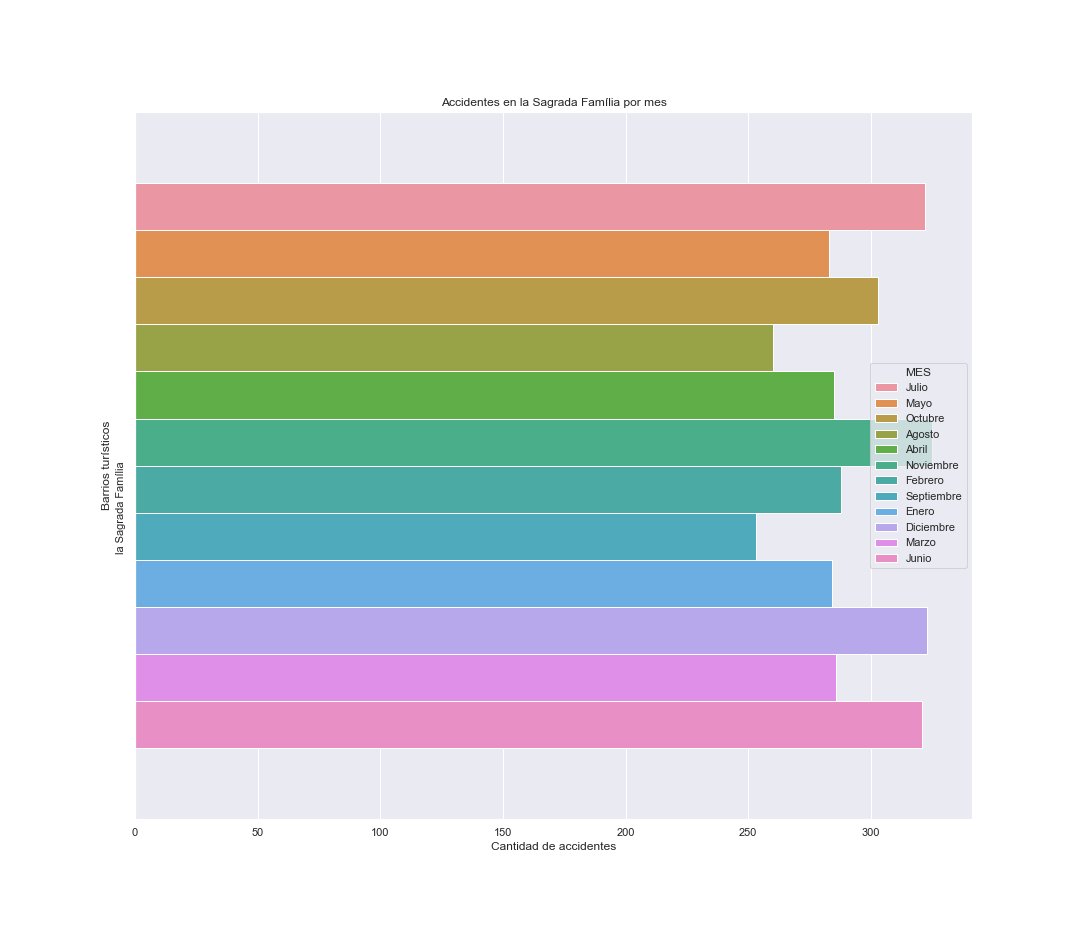 Accidentes en la Sagrada Família por mes
Barrios turísticos
la Sagrada Família
MES
Julio
Mayo
Octubre
Agosto
Abril
Noviembre
Febrero
Septiembre
Enero
Diciembre
Marzo
Junio
0 50 100 150 200 250 300
Cantidad de accidentes